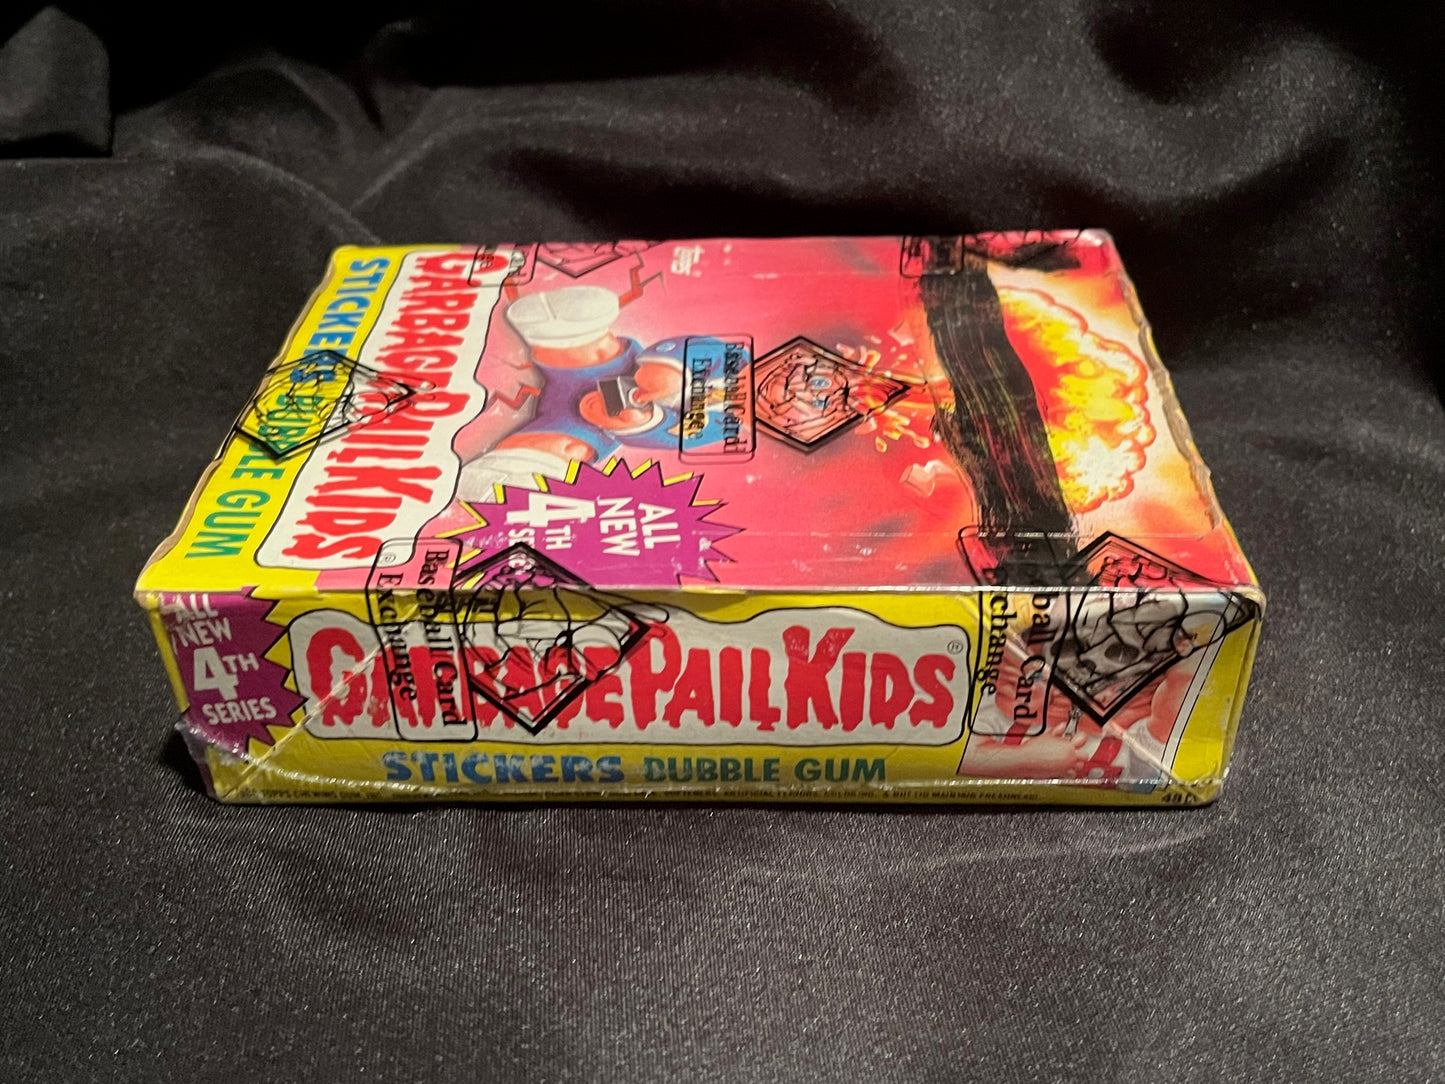 GARBAGE PAIL KIDS
STICKERS BUBBLE GUM
topps
ALL
NEW
4TH
Baseball Card
Exchange
Baseball Card
Exchange
ALL
NEW
4TH
SERIES
GARBAGE PAIL KIDS
STICKERS BUBBLE GUM
®